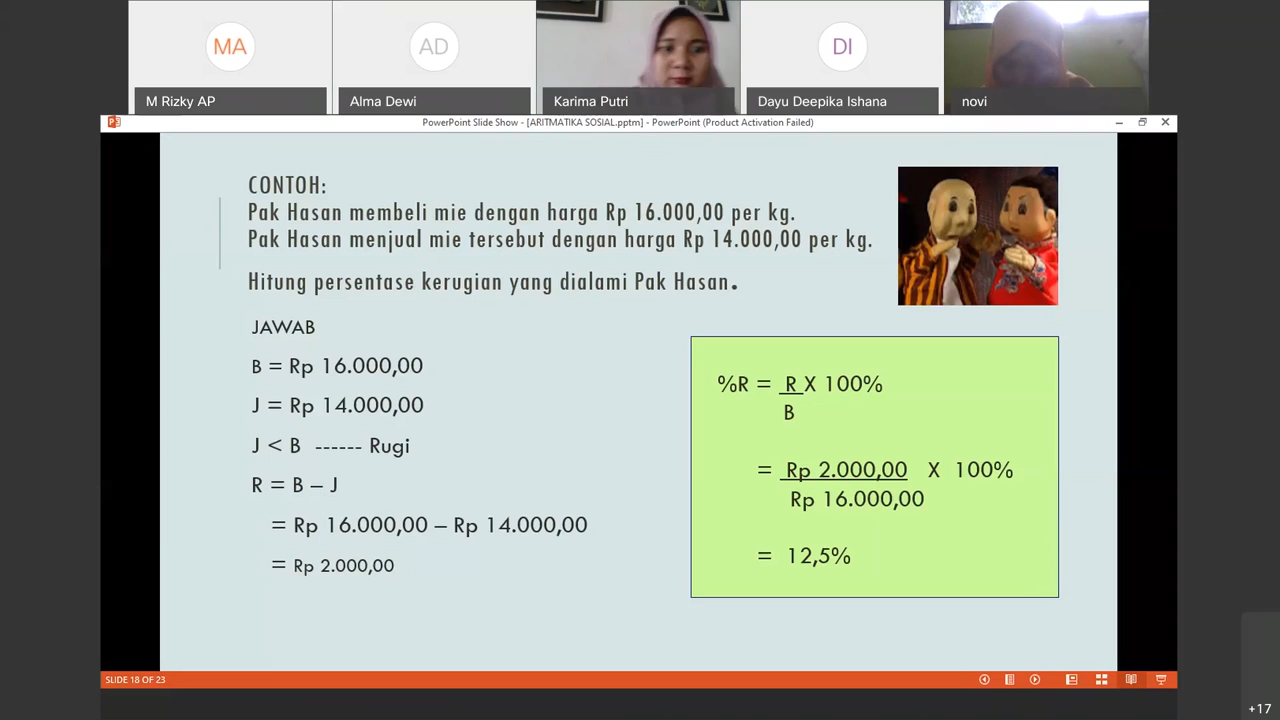 MA
AD
DI
M Rizky AP
Alma Dewi
Karima Putri
Dayu Deepika Ishana
novi
PowerPoint Slide Show - [ARITMATIKA SOSIAL.pptm] - PowerPoint (Product Activation Failed)
CONTOH:
Pak Hasan membeli mie dengan harga Rp 16.000,00 per kg.
Pak Hasan menjual mie tersebut dengan harga Rp 14.000,00 per kg.
Hitung persentase kerugian yang dialami Pak Hasan.
JAWAB
B = Rp 16.000,00
J = Rp 14.000,00
J < B ------ Rugi
R = B – J
= Rp 16.000,00 – Rp 14.000,00
= Rp 2.000,00
%R = R X 100%
B
= Rp 2.000,00 X 100%
Rp 16.000,00
= 12,5%
SLIDE 18 OF 23
+17